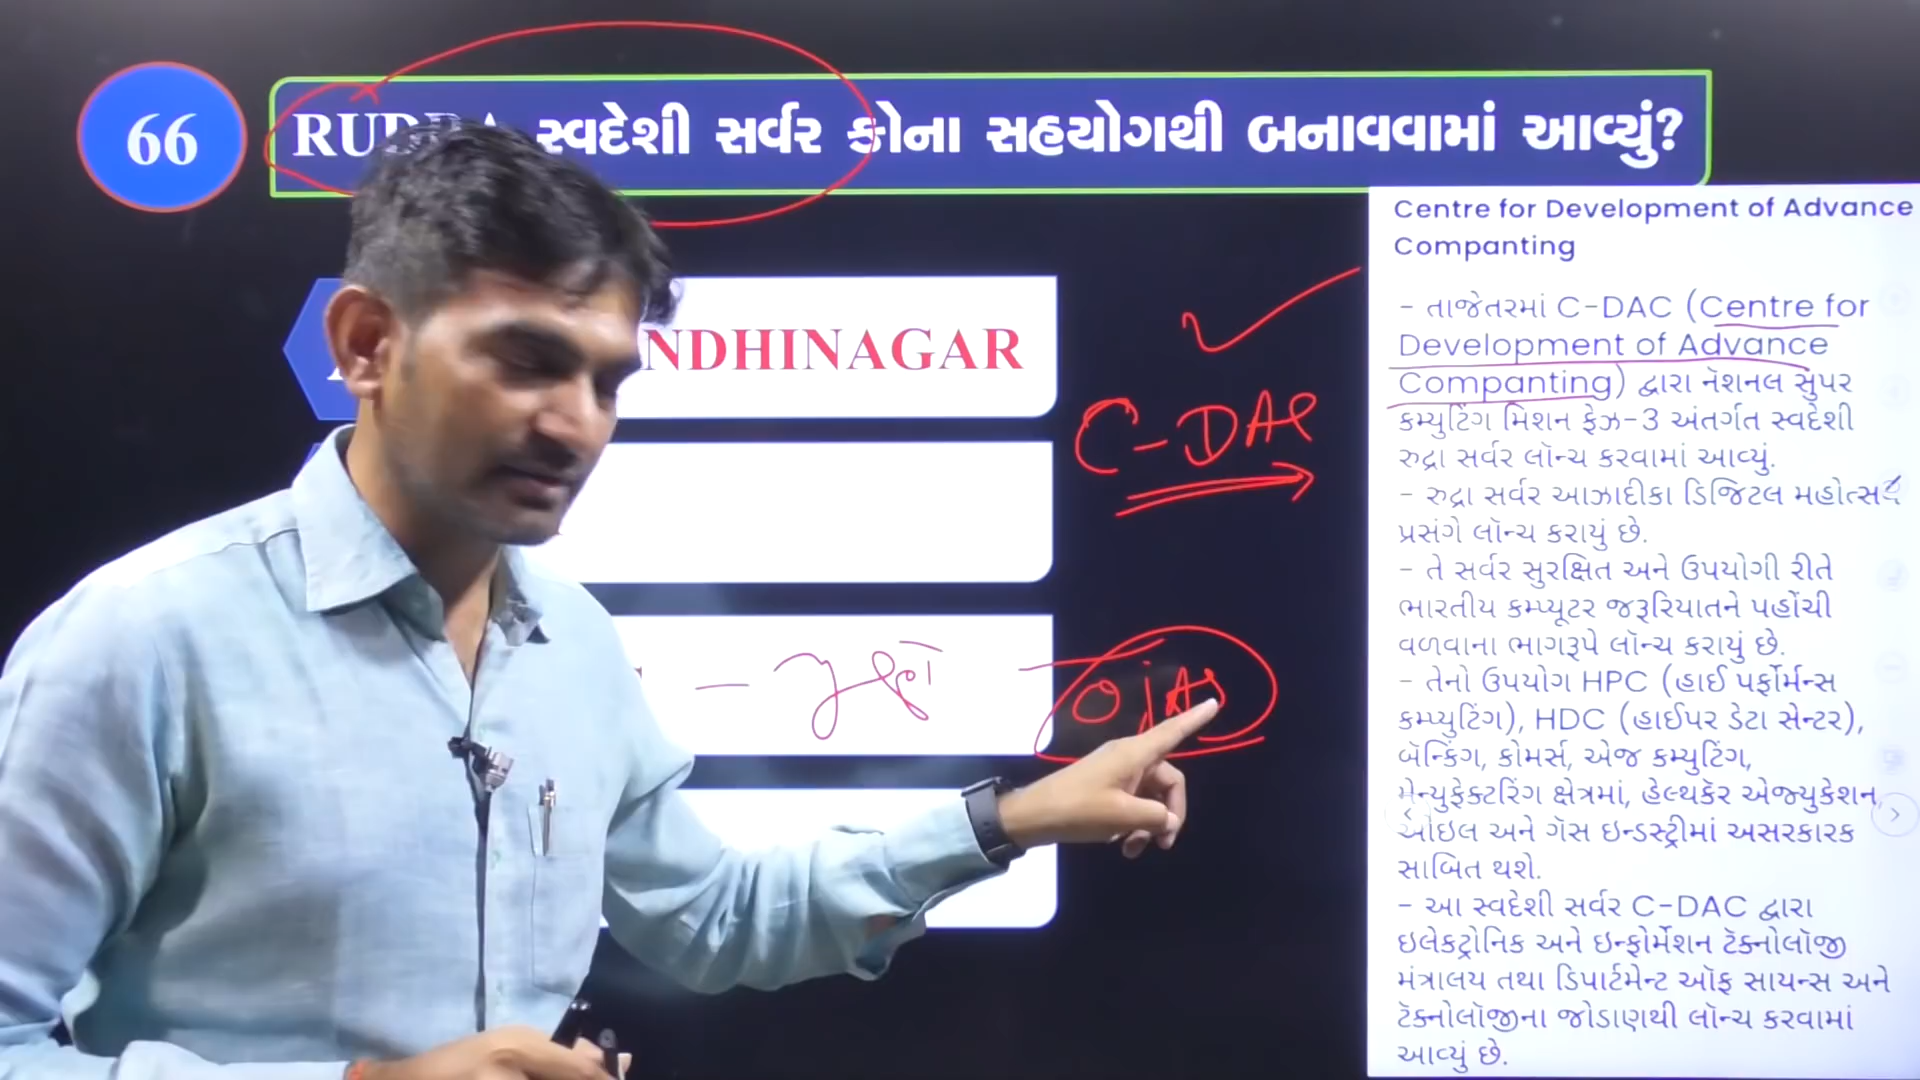 66
સ્વદેશી સર્વર કોના સહયોગથી બનાવવામાં આવ્યું?
NDHINAGAR
C-DAC
Ojas
Centre for Development of Advance
Companting
- તાજેતરમાં C-DAC (Centre for
Development of Advance
Companting) દ્વારા નૅશનલ સુપર
કમ્યુટિંગ મિશન ફેઝ-3 અંતર્ગત સ્વદેશી
રુદ્રા સર્વર લૉન્ચ કરવામાં આવ્યું.
- રુદ્રા સર્વર આઝાદીકા ડિજિટલ મહોત્સવ
પ્રસંગે લૉન્ચ કરાયું છે.
- તે સર્વર સુરક્ષિત અને ઉપયોગી રીતે
ભારતીય કમ્પ્યૂટર જરૂરિયાતને પહોંચી
વળવાના ભાગરૂપે લૉન્ચ કરાયું છે.
- તેનો ઉપયોગ HPC (હાઈ પર્ફોર્મન્સ
કમ્પ્યુટિંગ), HDC (હાઈપર ડેટા સેન્ટર),
બૅન્કિંગ, કોમર્સ, એજ કમ્યુટિંગ,
મેન્યુફેક્ટરિંગ ક્ષેત્રમાં, હેલ્થકૅર એજ્યુકેશન,
ઓઇલ અને ગૅસ ઇન્ડસ્ટ્રીમાં અસરકારક
સાબિત થશે.
- આ સ્વદેશી સર્વર C-DAC દ્વારા
ઇલેક્ટ્રોનિક અને ઇન્ફોર્મેશન ટૅક્નોલૉજી
મંત્રાલય તથા ડિપાર્ટમેન્ટ ઑફ સાયન્સ અને
ટૅક્નોલૉજીના જોડાણથી લૉન્ચ કરવામાં
આવ્યું છે.